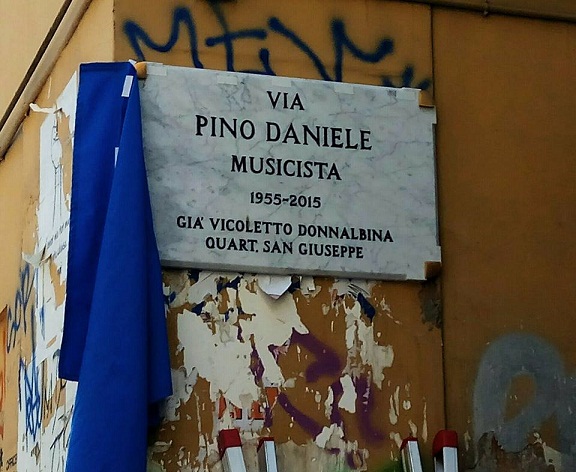 VIA
PINO DANIELE
MUSICISTA
1955-2015
GIA' VICOLETTO DONNALBINA
QUART. SAN GIUSEPPE